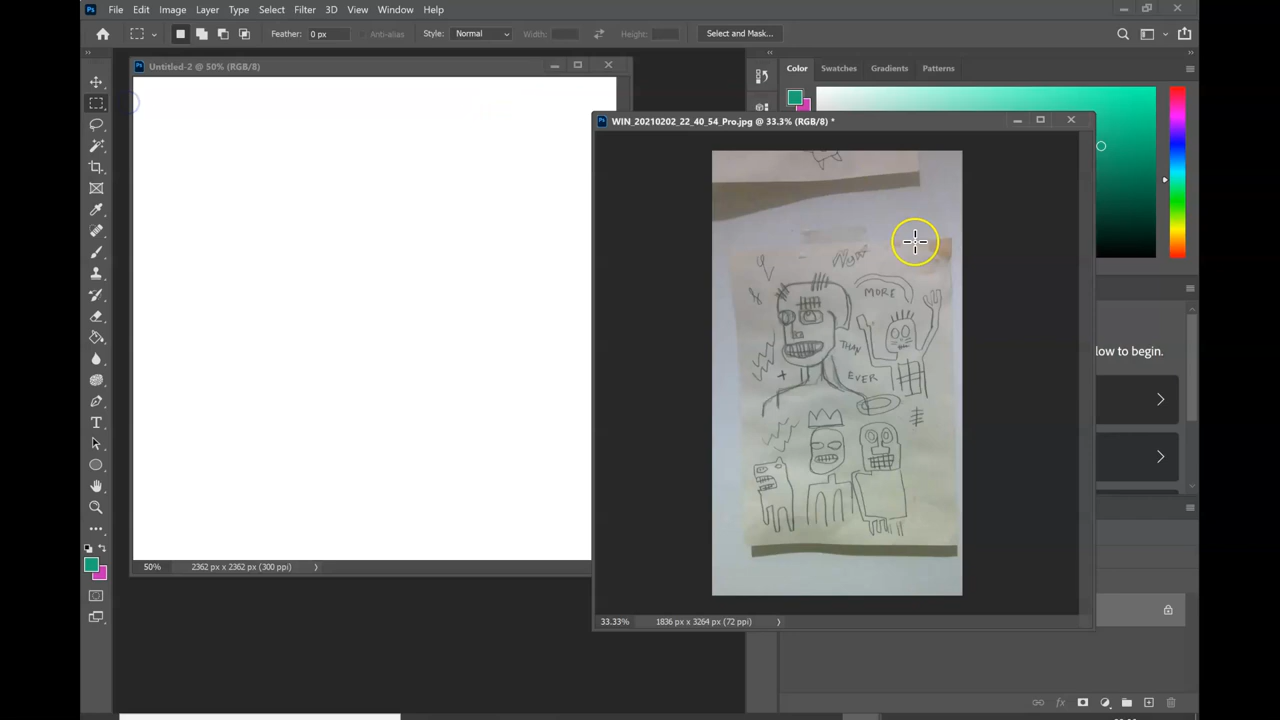 Ps File Edit Image Layer Type Select Filter 3D View Window Help
Feather: 0 px Anti-alias Style: Normal Width: Height: Select and Mask...
Untitled-2 @ 50% (RGB/8)
Color Swatches Gradients Patterns
WIN_20210202_22_40_54_Pro.jpg @ 33.3% (RGB/8) *
MORE
THAN
EVER
low to begin.
T
50% 2362 px x 2362 px (300 ppi)
33.33% 1836 px x 3264 px (72 ppi)
fx